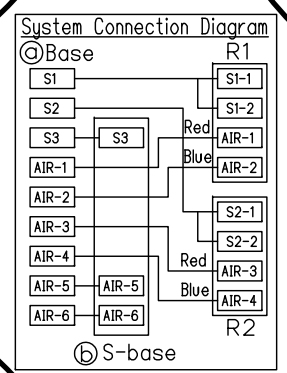 System Connection Diagram
ⓐBase R1
S1 S1-1
S2 S1-2
S3 S3 Red AIR-1
AIR-1 Blue AIR-2
AIR-2
AIR-3 S2-1
AIR-4 S2-2
AIR-5 AIR-5 Red AIR-3
AIR-6 AIR-6 Blue AIR-4
ⓑS-base R2